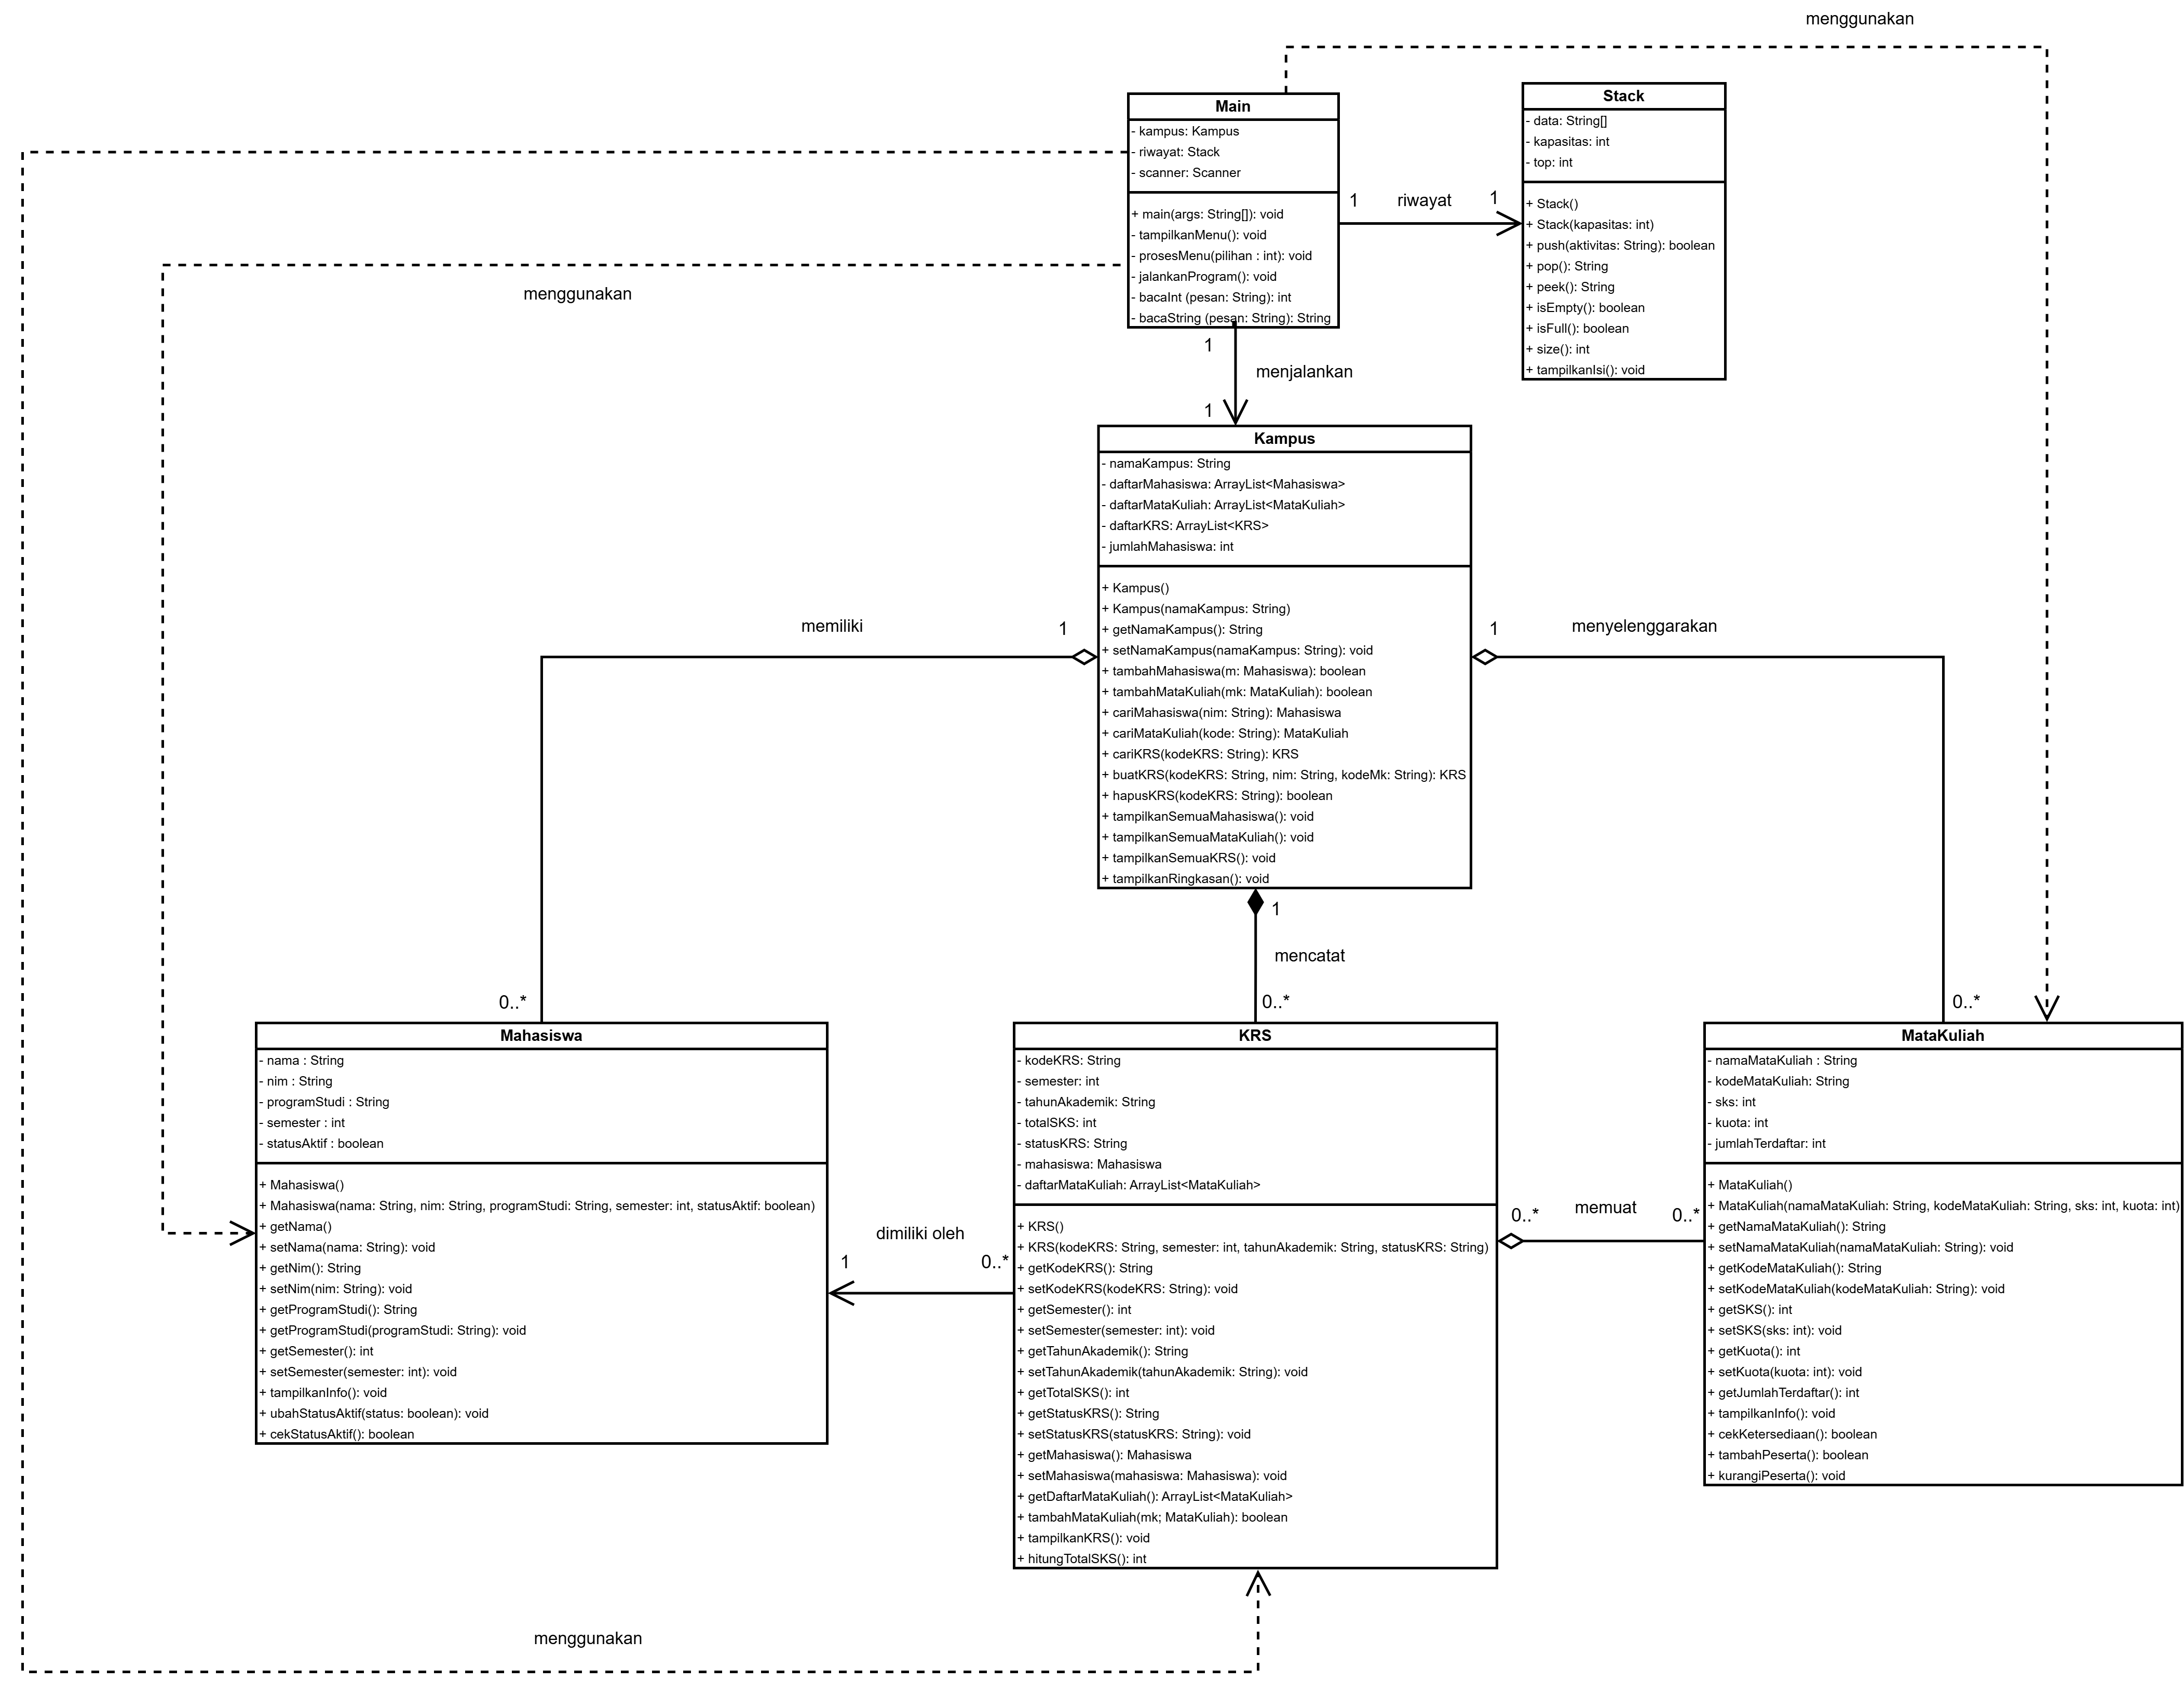 menggunakan
Main
- kampus: Kampus
- riwayat: Stack
- scanner: Scanner
+ main(args: String[]): void
- tampilkanMenu(): void
- prosesMenu(pilihan : int): void
- jalankanProgram(): void
- bacaInt (pesan: String): int
- bacaString (pesan: String): String
1
riwayat
1
Stack
- data: String[]
- kapasitas: int
- top: int
+ Stack()
+ Stack(kapasitas: int)
+ push(aktivitas: String): boolean
+ pop(): String
+ peek(): String
+ isEmpty(): boolean
+ isFull(): boolean
+ size(): int
+ tampilkanIsi(): void
menggunakan
1
menjalankan
1
Kampus
- namaKampus: String
- daftarMahasiswa: ArrayList<Mahasiswa>
- daftarMataKuliah: ArrayList<MataKuliah>
- daftarKRS: ArrayList<KRS>
- jumlahMahasiswa: int
+ Kampus()
+ Kampus(namaKampus: String)
+ getNamaKampus(): String
+ setNamaKampus(namaKampus: String): void
+ tambahMahasiswa(m: Mahasiswa): boolean
+ tambahMataKuliah(mk: MataKuliah): boolean
+ cariMahasiswa(nim: String): Mahasiswa
+ cariMataKuliah(kode: String): MataKuliah
+ cariKRS(kodeKRS: String): KRS
+ buatKRS(kodeKRS: String, nim: String, kodeMk: String): KRS
+ hapusKRS(kodeKRS: String): boolean
+ tampilkanSemuaMahasiswa(): void
+ tampilkanSemuaMataKuliah(): void
+ tampilkanSemuaKRS(): void
+ tampilkanRingkasan(): void
memiliki
1
1
menyelenggarakan
1
mencatat
0..*
0..*
0..*
Mahasiswa
- nama : String
- nim : String
- programStudi : String
- semester : int
- statusAktif : boolean
+ Mahasiswa()
+ Mahasiswa(nama: String, nim: String, programStudi: String, semester: int, statusAktif: boolean)
+ getNama()
+ setNama(nama: String): void
+ getNim(): String
+ setNim(nim: String): void
+ getProgramStudi(): String
+ getProgramStudi(programStudi: String): void
+ getSemester(): int
+ setSemester(semester: int): void
+ tampilkanInfo(): void
+ ubahStatusAktif(status: boolean): void
+ cekStatusAktif(): boolean
dimiliki oleh
1
0..*
KRS
- kodeKRS: String
- semester: int
- tahunAkademik: String
- totalSKS: int
- statusKRS: String
- mahasiswa: Mahasiswa
- daftarMataKuliah: ArrayList<MataKuliah>
+ KRS()
+ KRS(kodeKRS: String, semester: int, tahunAkademik: String, statusKRS: String)
+ getKodeKRS(): String
+ setKodeKRS(kodeKRS: String): void
+ getSemester(): int
+ setSemester(semester: int): void
+ getTahunAkademik(): String
+ setTahunAkademik(tahunAkademik: String): void
+ getTotalSKS(): int
+ getStatusKRS(): String
+ setStatusKRS(statusKRS: String): void
+ getMahasiswa(): Mahasiswa
+ setMahasiswa(mahasiswa: Mahasiswa): void
+ getDaftarMataKuliah(): ArrayList<MataKuliah>
+ tambahMataKuliah(mk; MataKuliah): boolean
+ tampilkanKRS(): void
+ hitungTotalSKS(): int
0..*
memuat
0..*
MataKuliah
- namaMataKuliah : String
- kodeMataKuliah: String
- sks: int
- kuota: int
- jumlahTerdaftar: int
+ MataKuliah()
+ MataKuliah(namaMataKuliah: String, kodeMataKuliah: String, sks: int, kuota: int)
+ getNamaMataKuliah(): String
+ setNamaMataKuliah(namaMataKuliah: String): void
+ getKodeMataKuliah(): String
+ setKodeMataKuliah(kodeMataKuliah: String): void
+ getSKS(): int
+ setSKS(sks: int): void
+ getKuota(): int
+ setKuota(kuota: int): void
+ getJumlahTerdaftar(): int
+ tampilkanInfo(): void
+ cekKetersediaan(): boolean
+ tambahPeserta(): boolean
+ kurangiPeserta(): void
menggunakan